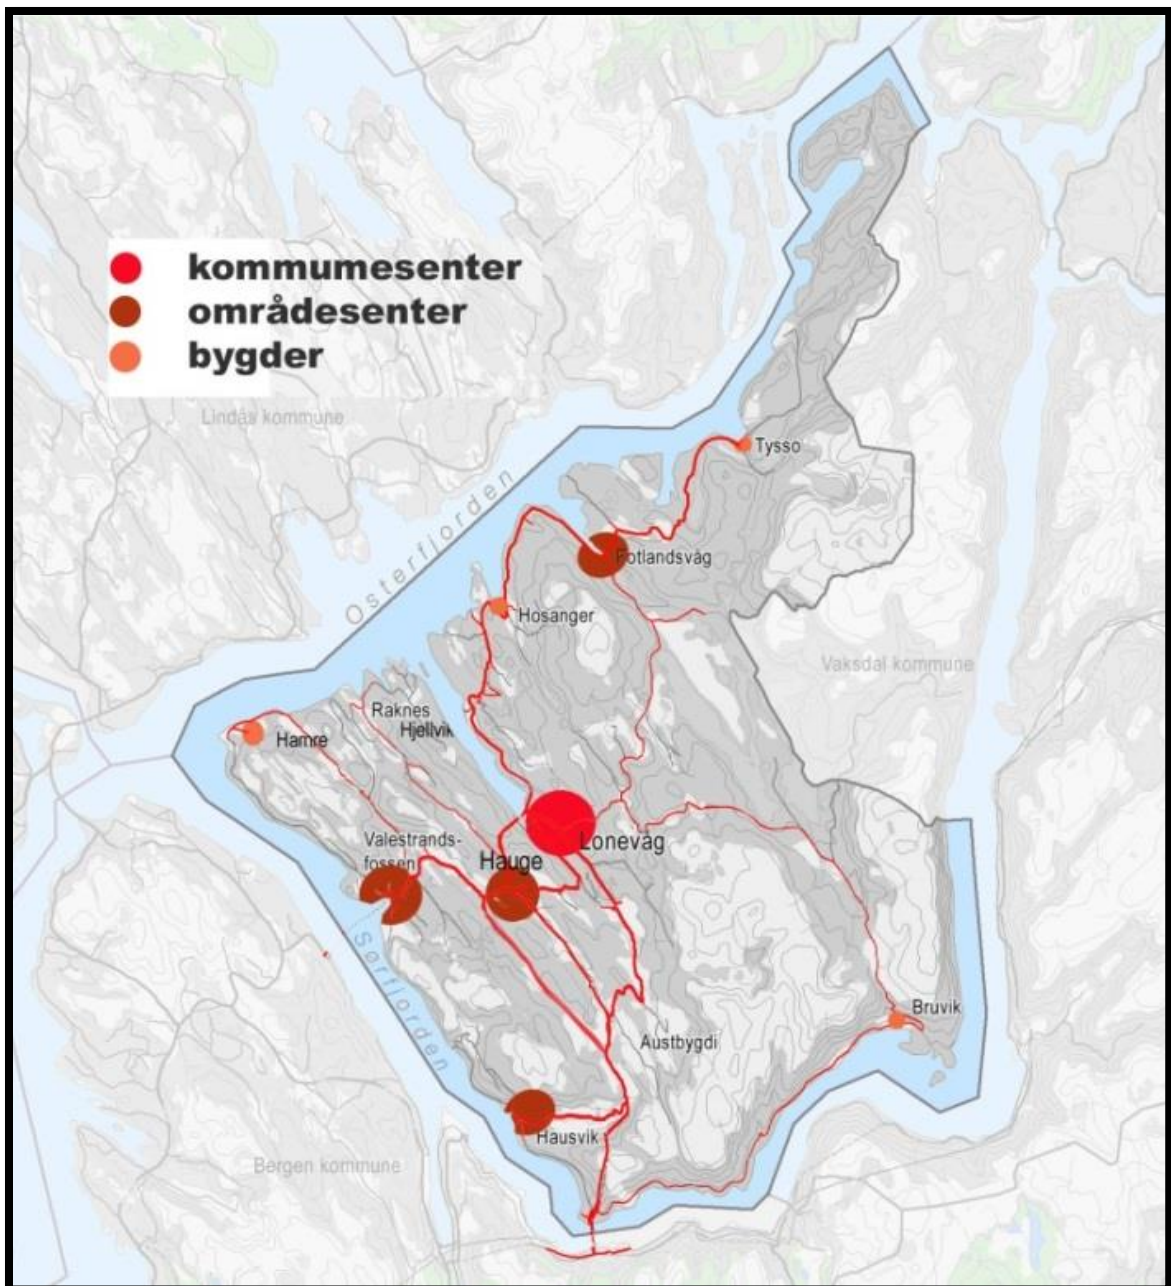 kommumesenter
områdesenter
bygder
Lindås kommune
Tysso
Osterfjorden
Fotlandsvåg
Hosanger
Vaksdal kommune
Raknes
Hjellvik
Hamre
Valestrands-
fossen
Hauge
Lonevåg
Sørfjorden
Bruvik
Austbygdi
Hausvik
Bergen kommune